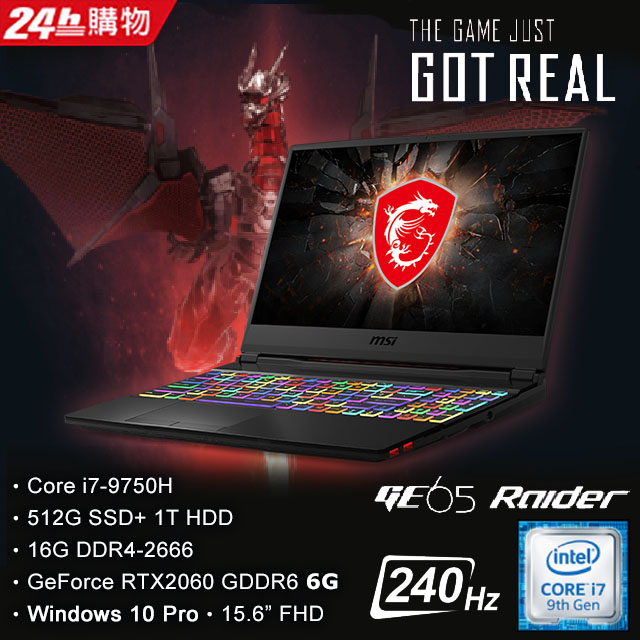 24h購物
THE GAME JUST
GOT REAL
msi
・Core i7-9750H
・512G SSD+ 1T HDD
・16G DDR4-2666
・GeForce RTX2060 GDDR6 6G
・Windows 10 Pro・15.6” FHD
GE65 Raider
240Hz
intel
CORE i7
9th Gen